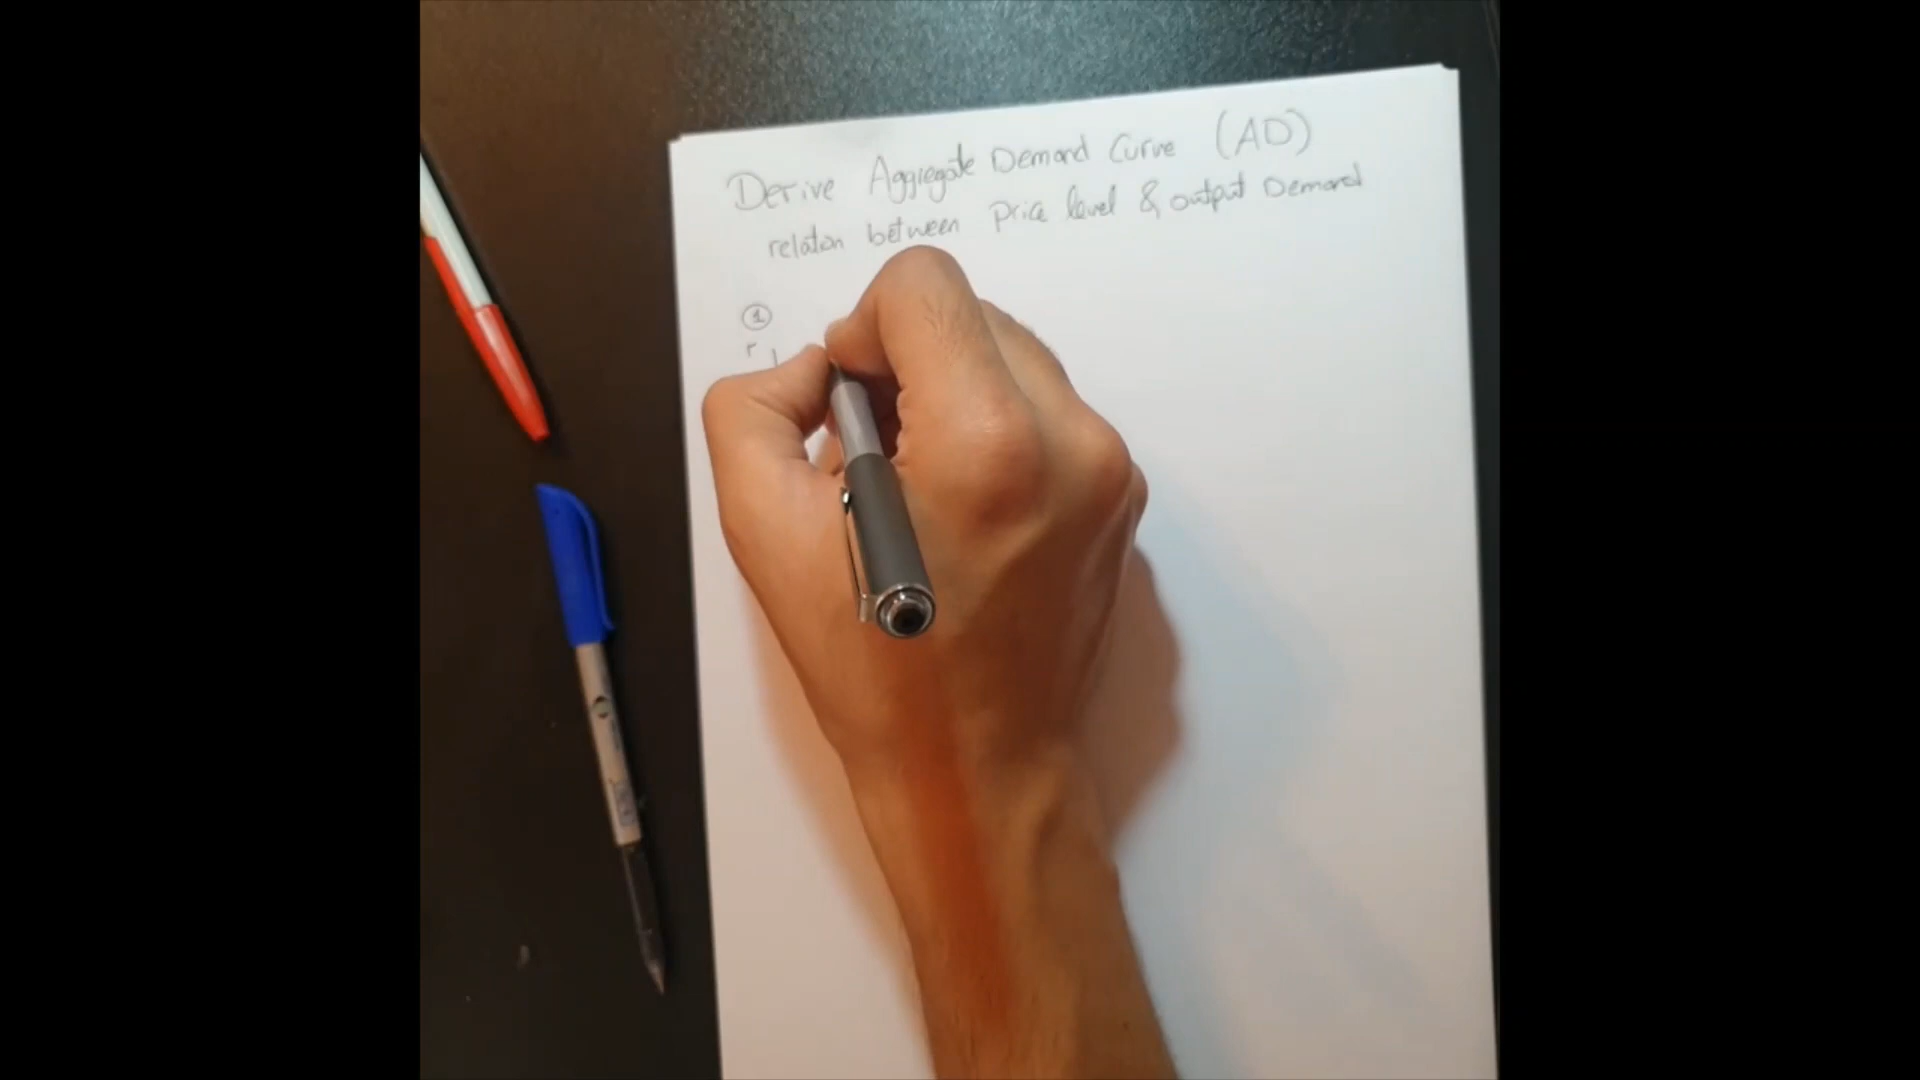 Derive Aggregate Demand Curve (AD)
relation between price level & output Demand
①
r